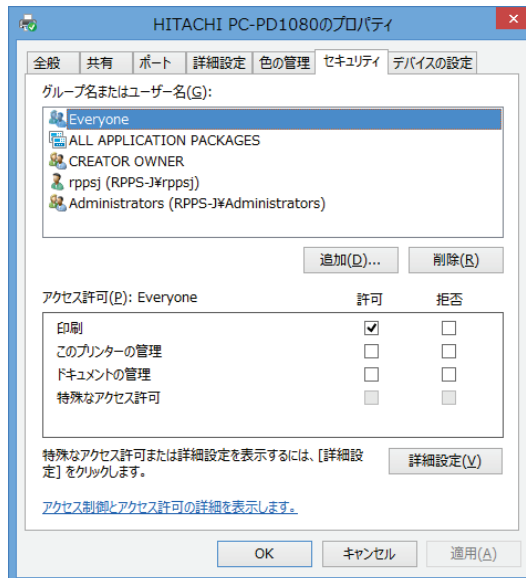 HITACHI PC-PD1080のプロパティ
全般 共有 ポート 詳細設定 色の管理 セキュリティ デバイスの設定
グループ名またはユーザー名(G):
Everyone
ALL APPLICATION PACKAGES
CREATOR OWNER
rppsj (RPPS-J¥rppsj)
Administrators (RPPS-J¥Administrators)
追加(D)... 削除(R)
アクセス許可(P): Everyone 許可 拒否
印刷
このプリンターの管理
ドキュメントの管理
特殊なアクセス許可
特殊なアクセス許可または詳細設定を表示するには、[詳細設
定] をクリックします。
詳細設定(V)
アクセス制御とアクセス許可の詳細を表示します。
OK キャンセル 適用(A)